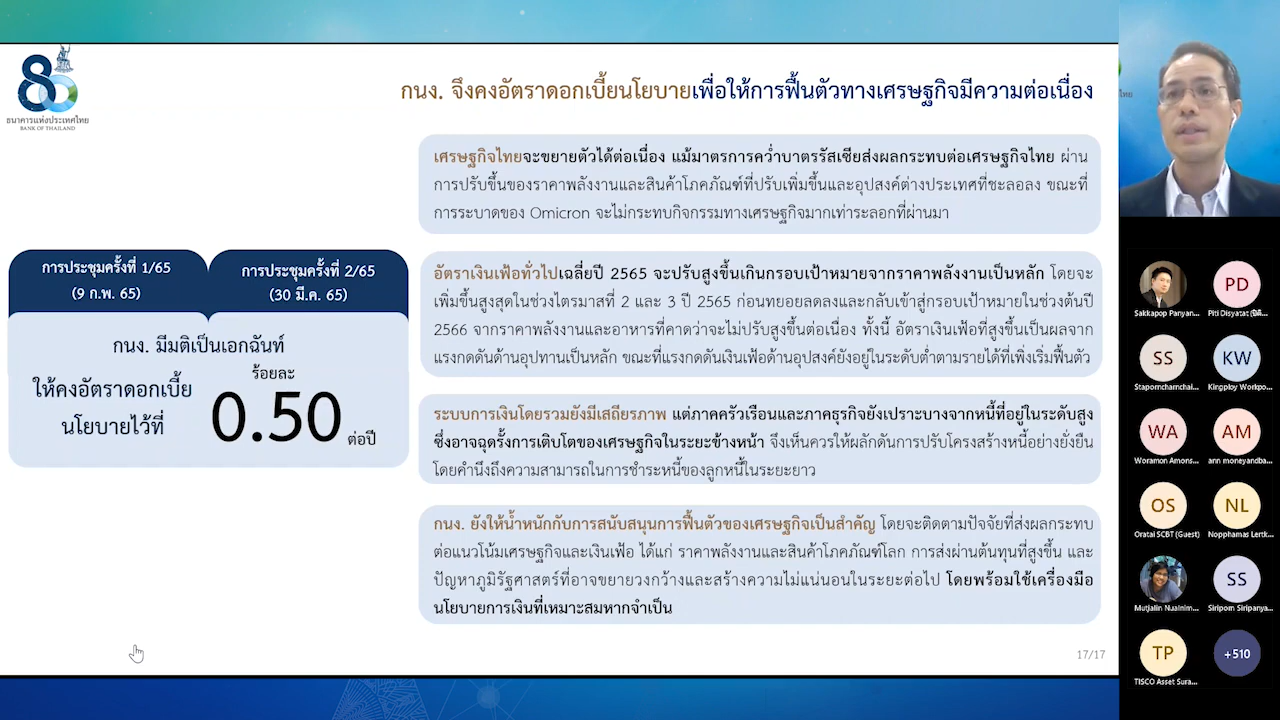 80
ธนาคารแห่งประเทศไทย
BANK OF THAILAND
กนง. จึงคงอัตราดอกเบี้ยนโยบายเพื่อให้การฟื้นตัวทางเศรษฐกิจมีความต่อเนื่อง
การประชุมครั้งที่ 1/65
(9 ก.พ. 65)
การประชุมครั้งที่ 2/65
(30 มี.ค. 65)
กนง. มีมติเป็นเอกฉันท์
ให้คงอัตราดอกเบี้ย
นโยบายไว้ที่
ร้อยละ
0.50
ต่อปี
เศรษฐกิจไทยจะขยายตัวได้ต่อเนื่อง แม้มาตรการคว่ำบาตรรัสเซียส่งผลกระทบต่อเศรษฐกิจไทย ผ่าน
การปรับขึ้นของราคาพลังงานและสินค้าโภคภัณฑ์ที่ปรับเพิ่มขึ้นและอุปสงค์ต่างประเทศที่ชะลอลง ขณะที่
การระบาดของ Omicron จะไม่กระทบกิจกรรมทางเศรษฐกิจมากเท่าระลอกที่ผ่านมา
อัตราเงินเฟ้อทั่วไปเฉลี่ยปี 2565 จะปรับสูงขึ้นเกินกรอบเป้าหมายจากราคาพลังงานเป็นหลัก โดยจะ
เพิ่มขึ้นสูงสุดในช่วงไตรมาสที่ 2 และ 3 ปี 2565 ก่อนทยอยลดลงและกลับเข้าสู่กรอบเป้าหมายในช่วงต้นปี
2566 จากราคาพลังงานและอาหารที่คาดว่าจะไม่ปรับสูงขึ้นต่อเนื่อง ทั้งนี้ อัตราเงินเฟ้อที่สูงขึ้นเป็นผลจาก
แรงกดดันด้านอุปทานเป็นหลัก ขณะที่แรงกดดันเงินเฟ้อด้านอุปสงค์ยังอยู่ในระดับต่ำตามรายได้ที่เพิ่งเริ่มฟื้นตัว
ระบบการเงินโดยรวมยังมีเสถียรภาพ แต่ภาคครัวเรือนและภาคธุรกิจยังเปราะบางจากหนี้ที่อยู่ในระดับสูง
ซึ่งอาจฉุดรั้งการเติบโตของเศรษฐกิจในระยะข้างหน้า จึงเห็นควรให้ผลักดันการปรับโครงสร้างหนี้อย่างยั่งยืน
โดยคำนึงถึงความสามารถในการชำระหนี้ของลูกหนี้ในระยะยาว
กนง. ยังให้น้ำหนักกับการสนับสนุนการฟื้นตัวของเศรษฐกิจเป็นสำคัญ โดยจะติดตามปัจจัยที่ส่งผลกระทบ
ต่อแนวโน้มเศรษฐกิจและเงินเฟ้อ ได้แก่ ราคาพลังงานและสินค้าโภคภัณฑ์โลก การส่งผ่านต้นทุนที่สูงขึ้น และ
ปัญหาภูมิรัฐศาสตร์ที่อาจขยายวงกว้างและสร้างความไม่แน่นอนในระยะต่อไป โดยพร้อมใช้เครื่องมือ
นโยบายการเงินที่เหมาะสมหากจำเป็น
17/17
Sakkapop Panyan...
PD
Piti Disyatat
SS
Stapornchamchai...
KW
Kingploy Workpo...
WA
Woramon Amons...
AM
ann moneyandba...
OS
Oratai SCBT (Guest)
NL
Nopphamas Lertk...
Mutjalin Nualnim...
SS
Siriporn Siripanya...
TP
TISCO Asset Sura...
+510